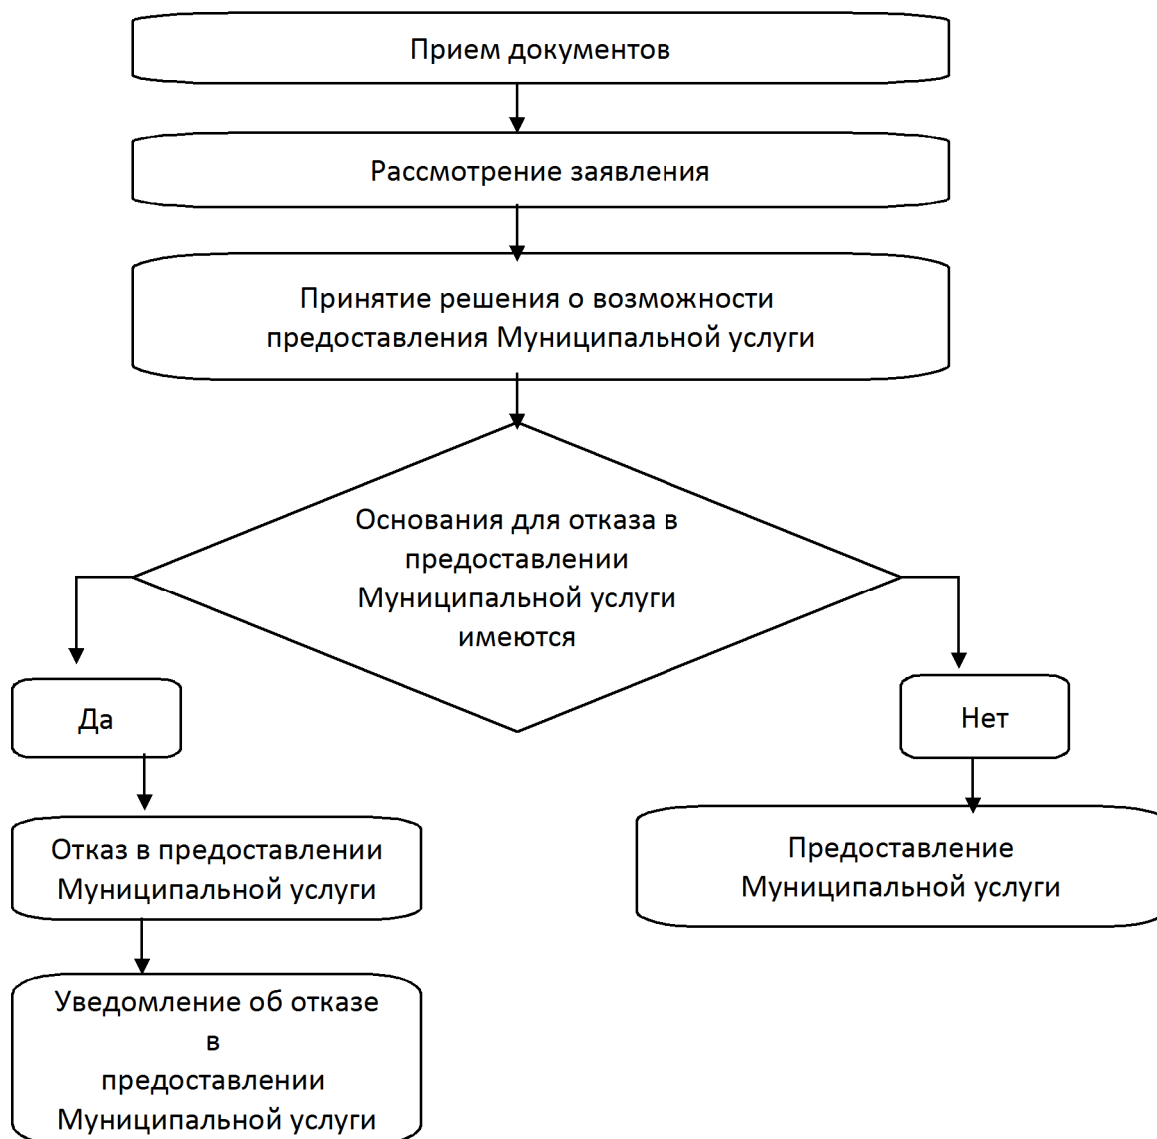 Прием документов
Рассмотрение заявления
Принятие решения о возможности
предоставления Муниципальной услуги
Основания для отказа в
предоставлении
Муниципальной услуги
имеются
Да
Нет
Отказ в предоставлении
Муниципальной услуги
Предоставление
Муниципальной услуги
Уведомление об отказе
в
предоставлении
Муниципальной услуги